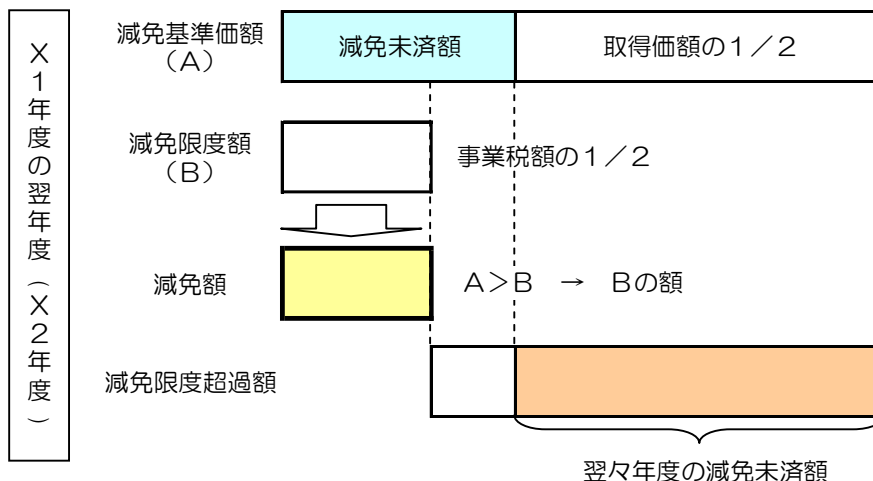 X1年度の翌年度(X2年度)
減免基準価額
(A)
減免未済額
取得価額の1/2
減免限度額
(B)
事業税額の1/2
減免額
A>B → Bの額
減免限度超過額
翌々年度の減免未済額